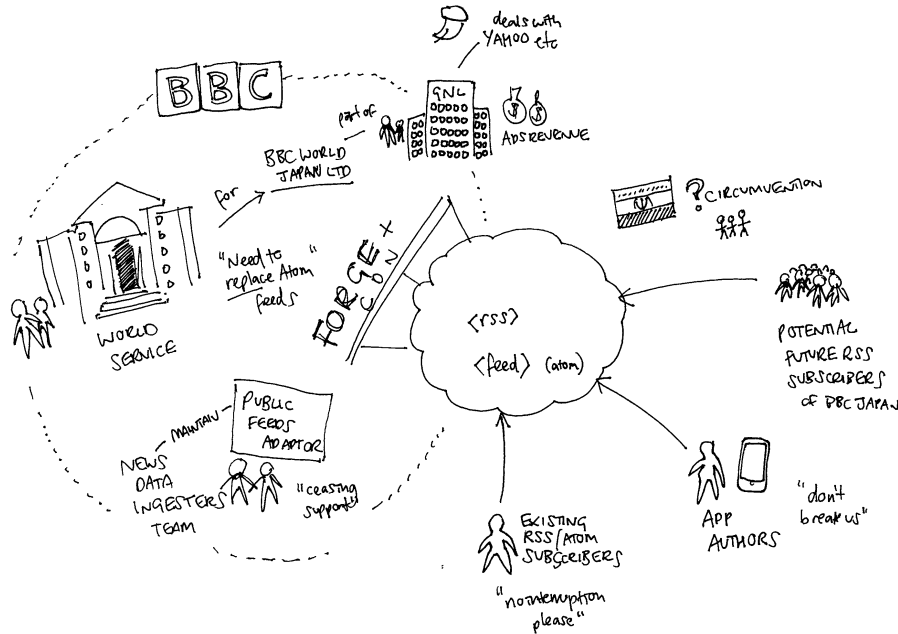 deals with
YAHOO etc
BBC
GNL
part of
ADS REVENUE
BBC WORLD
JAPAN LTD
for
? CIRCUMVENTION
"Need to "
replace Atom
feeds
FORGE +
CDN
WORLD
SERVICE
<rss>
<feed> (atom)
POTENTIAL
FUTURE RSS
SUBSCRIBERS
of BBC JAPAN
PUBLIC
FEEDS
ADAPTOR
MAINTAIN
NEWS
DATA
INGESTERS
TEAM
"ceasing
support"
EXISTING
RSS/ATOM
SUBSCRIBERS
"no interruption
please"
APP
AUTHORS
"don't
break us"